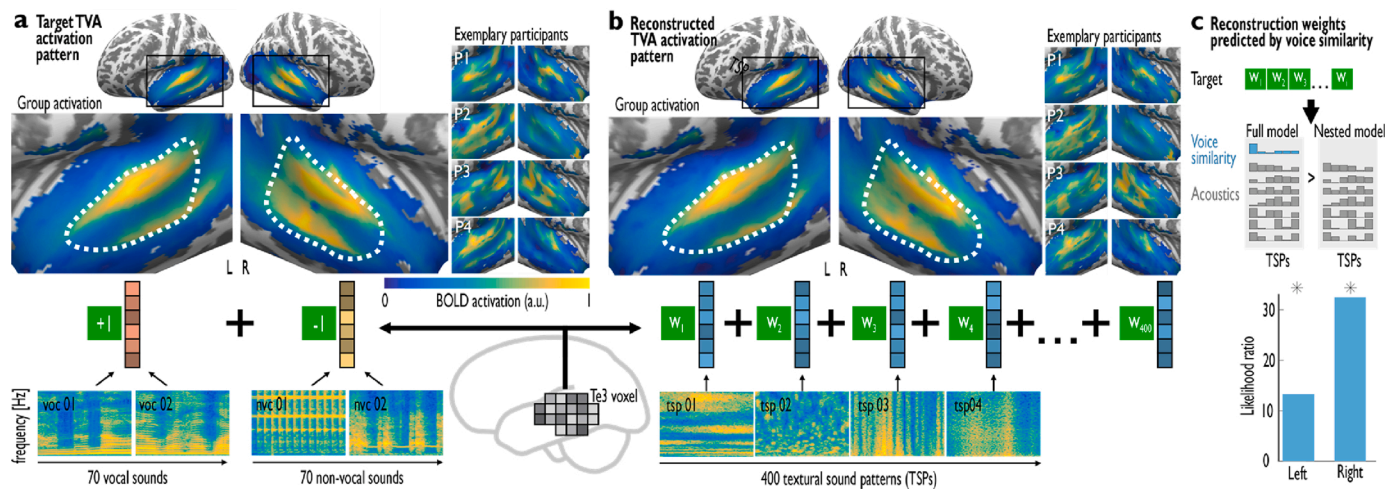 a Target TVA
activation
pattern
Group activation
Exemplary participants
P1
P2
P3
P4
L R
0 BOLD activation (a.u.) 1
+1
+
-1
frequency [Hz]
voc 01
voc 02
nvc 01
nvc 02
70 vocal sounds
70 non-vocal sounds
Te3 voxel
b Reconstructed
TVA activation
pattern
TSP
Group activation
Exemplary participants
P1
P2
P3
P4
L R
W1 + W2 + W3 + W4 + ... + W400
tsp 01
tsp 02
tsp 03
tsp04
400 textural sound patterns (TSPs)
c Reconstruction weights
predicted by voice similarity
Target
W1 W2 W3 ... Wi
Full model
Nested model
Voice
similarity
Acoustics
>
TSPs
TSPs
Likelihood ratio
30
20
10
0
* *
Left
Right